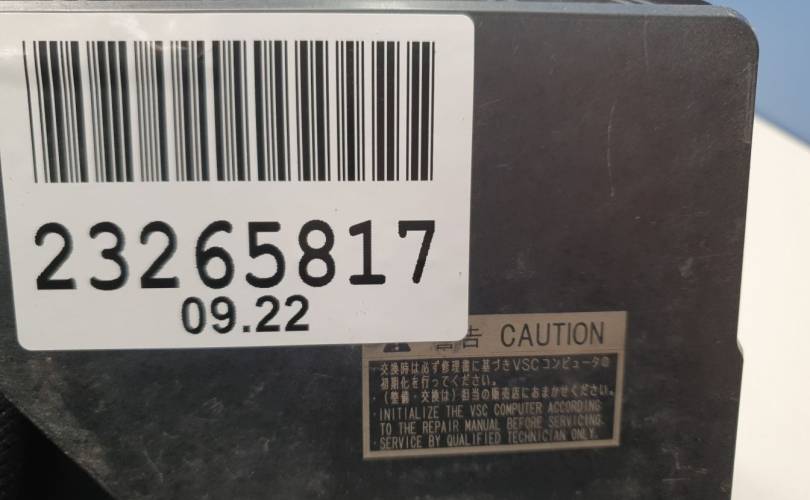 23265817
09.22
警告 CAUTION
・交換時は必ず修理書に基づきVSCコンピュータの
初期化を行ってください。
・(整備・交換は)担当の販売店におまかせください。
・INITIALIZE THE VSC COMPUTER ACCORDING
TO THE REPAIR MANUAL BEFORE SERVICING.
・SERVICE BY QUALIFIED TECHNICIAN ONLY.